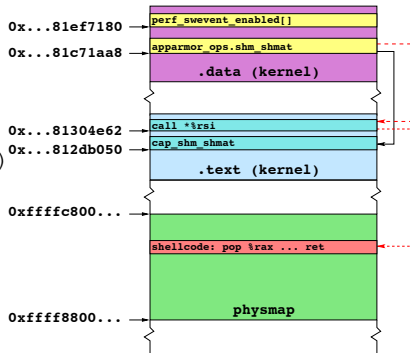 0x...81ef7180
perf_swevent_enabled[]
0x...81c71aa8
apparmor_ops.shm_shmat
.data (kernel)
0x...81304e62
call *%rsi
)
0x...812db050
cap_shm_shmat
.text (kernel)
0xffffc800...
shellcode: pop %rax ... ret
physmap
0xffff8800...